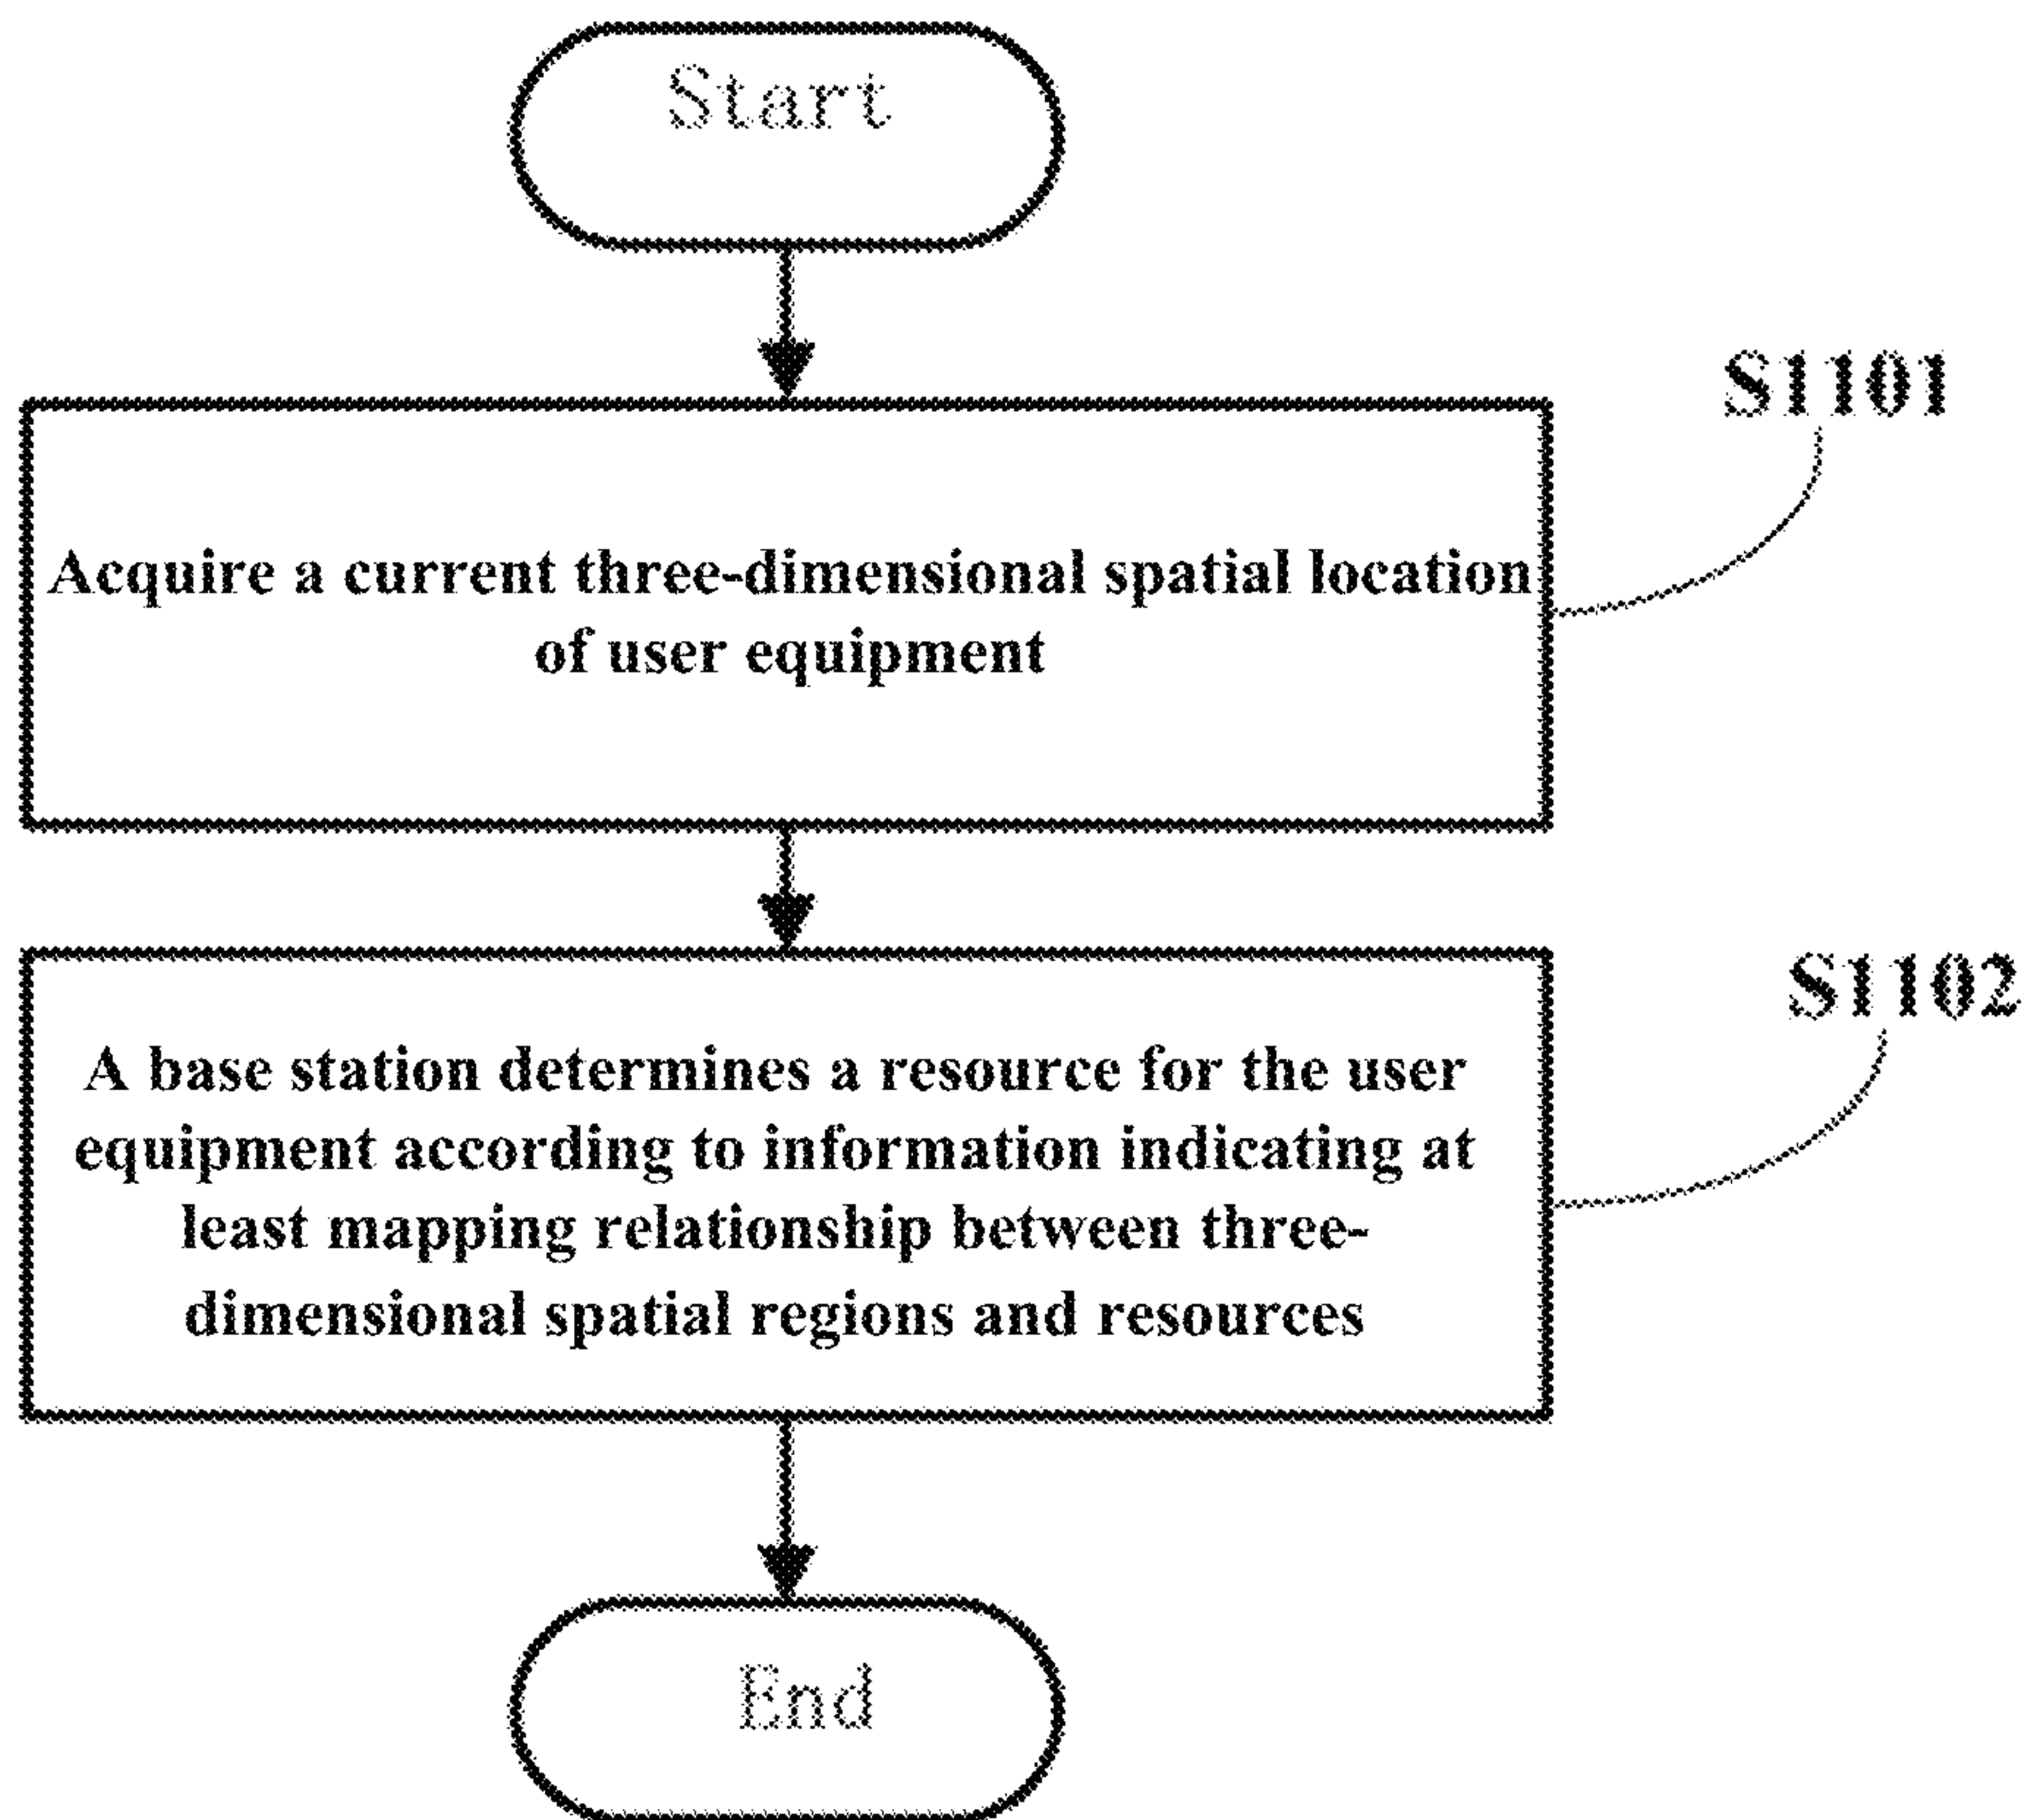 Start
S1101
Acquire a current three-dimensional spatial location
of user equipment
S1102
A base station determines a resource for the user
equipment according to information indicating at
least mapping relationship between three-
dimensional spatial regions and resources
End